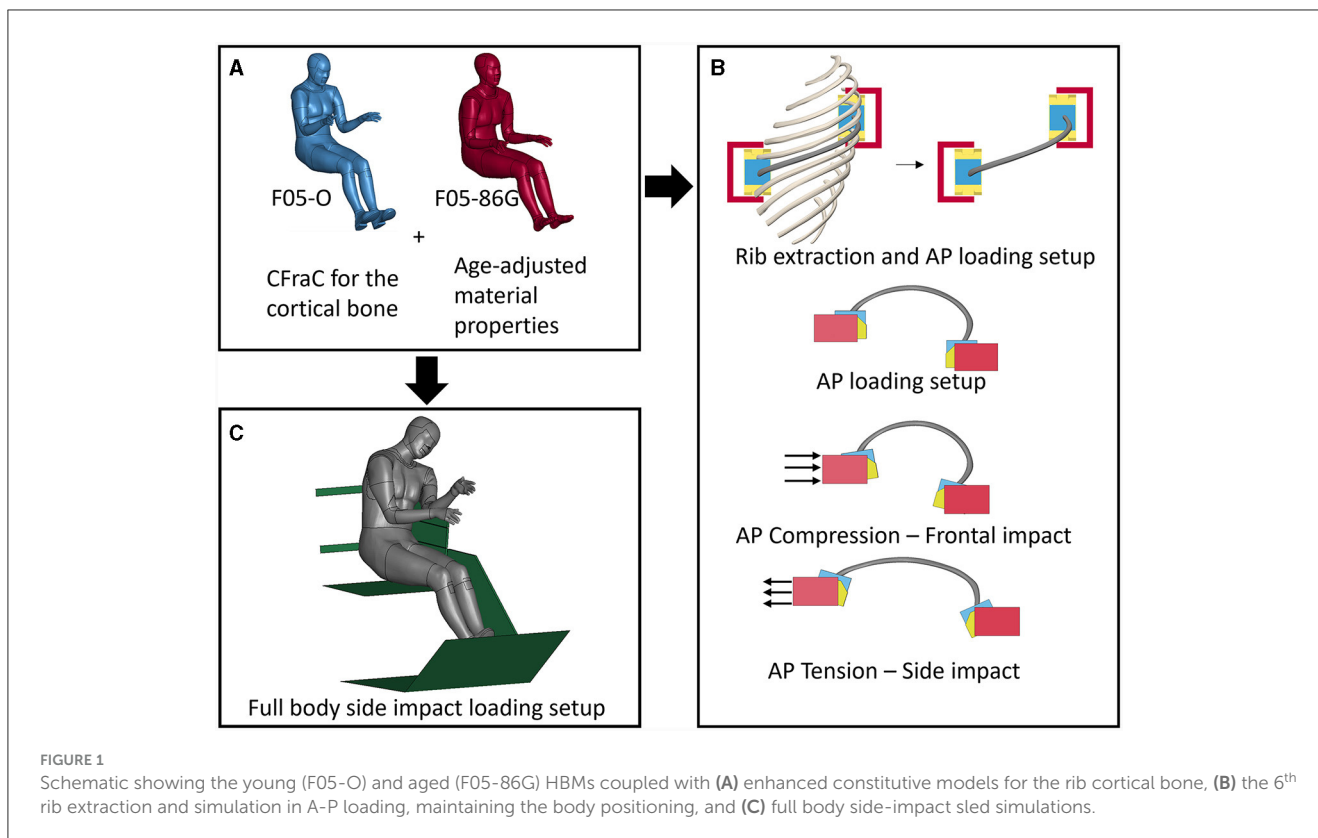 A
F05-O
F05-86G
+
CFraC for the
cortical bone
Age-adjusted
material
properties
B
Rib extraction and AP loading setup
AP loading setup
AP Compression – Frontal impact
AP Tension – Side impact
C
Full body side impact loading setup
FIGURE 1
Schematic showing the young (F05-O) and aged (F05-86G) HBMs coupled with (A) enhanced constitutive models for the rib cortical bone, (B) the 6th
rib extraction and simulation in A-P loading, maintaining the body positioning, and (C) full body side-impact sled simulations.